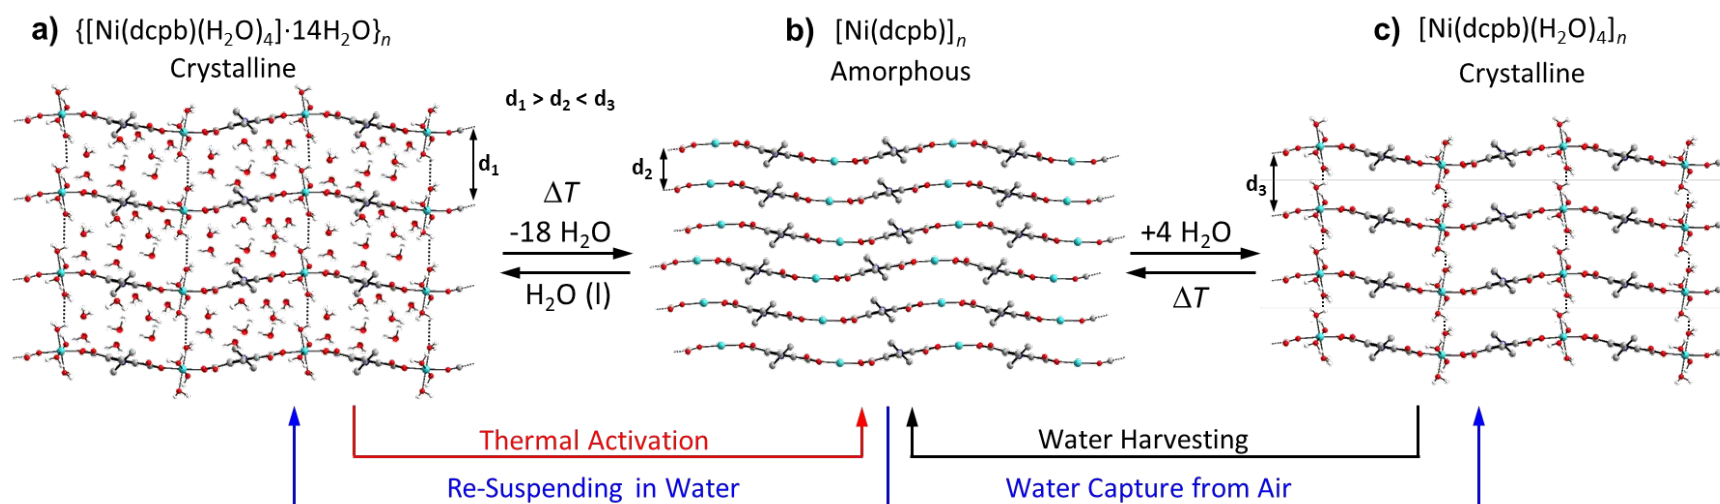 a) {[Ni(dcpb)(H₂O)₄]·14H₂O}ₙ
Crystalline
d₁ > d₂ < d₃
d₁
ΔT
-18 H₂O
H₂O (l)
b) [Ni(dcpb)]ₙ
Amorphous
d₂
+4 H₂O
ΔT
c) [Ni(dcpb)(H₂O)₄]ₙ
Crystalline
d₃
Thermal Activation
Water Harvesting
Re-Suspending in Water
Water Capture from Air